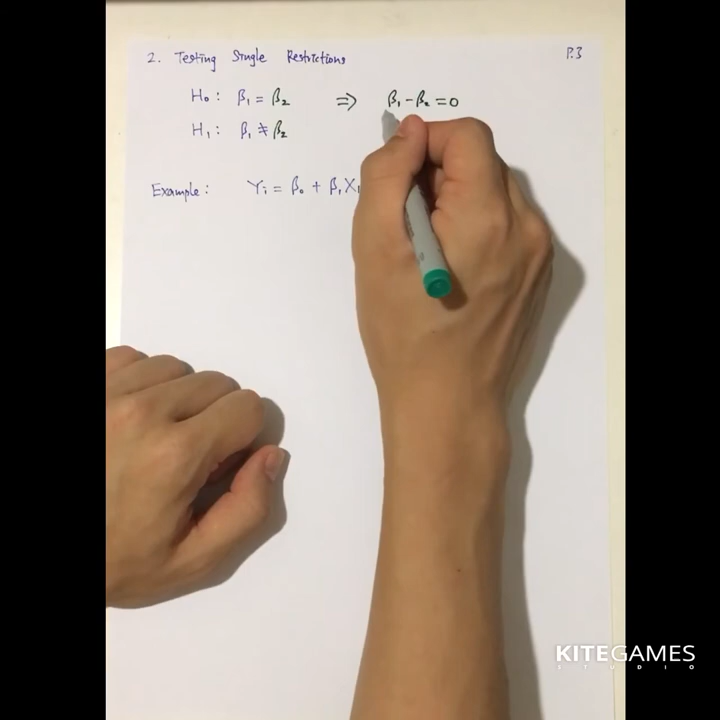 2. Testing Single Restrictions P.3
H₀: β₁ = β₂ ⇒ β₁ - β₂ = 0
H₁: β₁ ≠ β₂
Example: Yᵢ = β₀ + β₁X₁
KITEGAMES
STUDIO